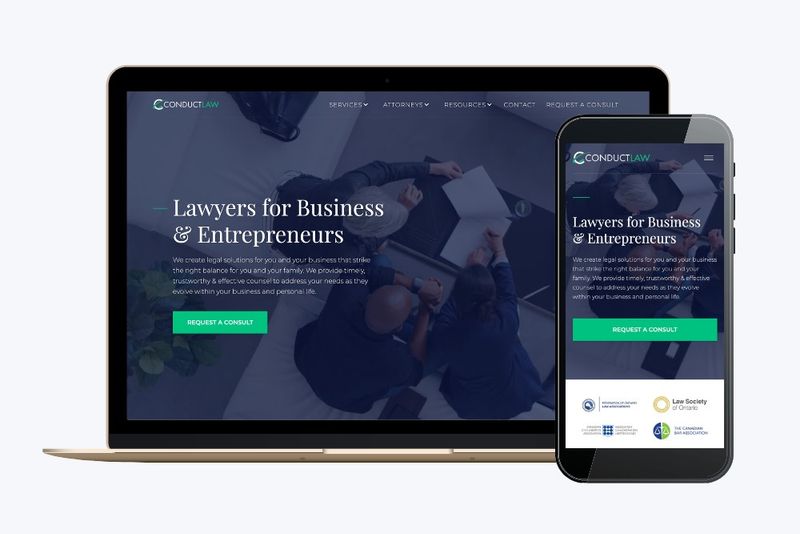 CONDUCTLAW
SERVICES ATTORNEYS RESOURCES CONTACT REQUEST A CONSULT
Lawyers for Business
& Entrepreneurs
We create legal solutions for you and your business that strike
the right balance for you and your family. We provide timely,
trustworthy & effective counsel to address your needs as they
evolve within your business and personal life.
REQUEST A CONSULT
CONDUCTLAW
Lawyers for Business
& Entrepreneurs
We create legal solutions for you and your business
that strike the right balance for you and your
family. We provide timely, trustworthy & effective
counsel to address your needs as they evolve
within your business and personal life.
REQUEST A CONSULT
Law Society
of Ontario
THE CANADIAN
BAR ASSOCIATION